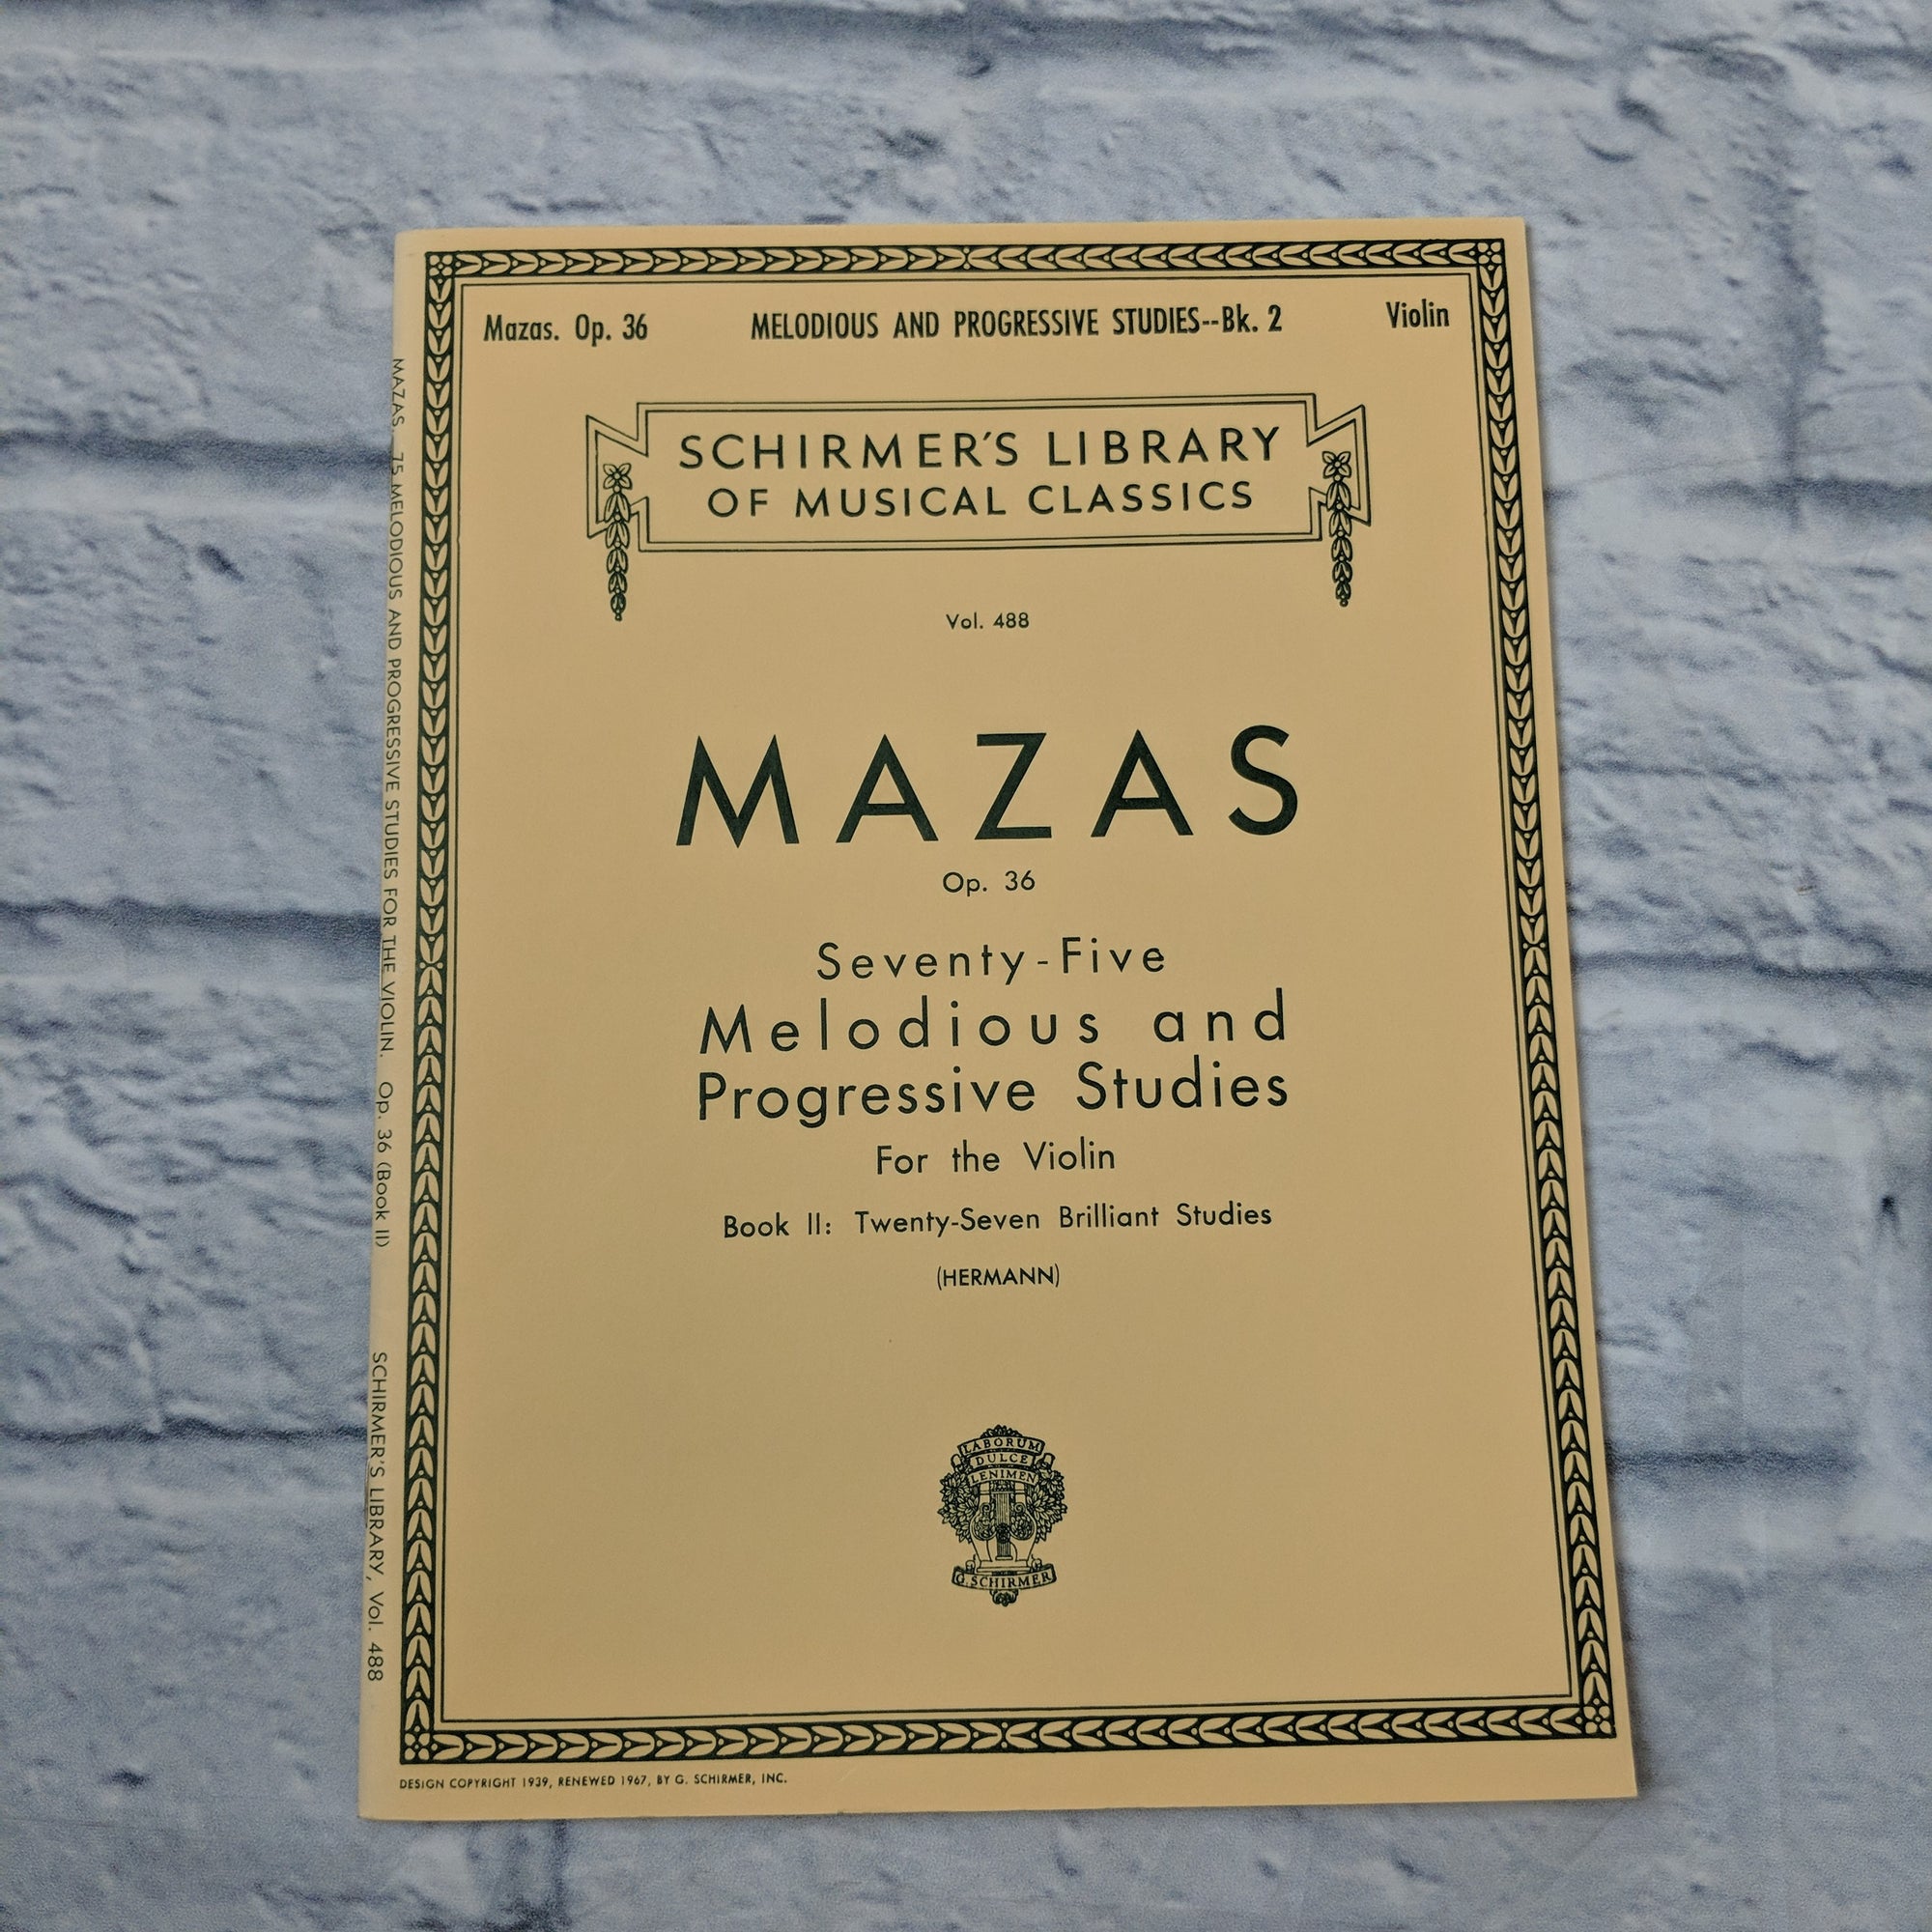 Mazas. Op. 36 MELODIOUS AND PROGRESSIVE STUDIES--Bk. 2 Violin
SCHIRMER'S LIBRARY
OF MUSICAL CLASSICS
Vol. 488
MAZAS
Op. 36
Seventy-Five
Melodious and
Progressive Studies
For the Violin
Book II: Twenty-Seven Brilliant Studies
(HERMANN)
LABORUM
DULCE
LENIMEN
G. SCHIRMER
DESIGN COPYRIGHT 1939, RENEWED 1967, BY G. SCHIRMER, INC.
MAZAS. 75 MELODIOUS AND PROGRESSIVE STUDIES FOR THE VIOLIN. Op. 36 (Book II) SCHIRMER'S LIBRARY, Vol. 488